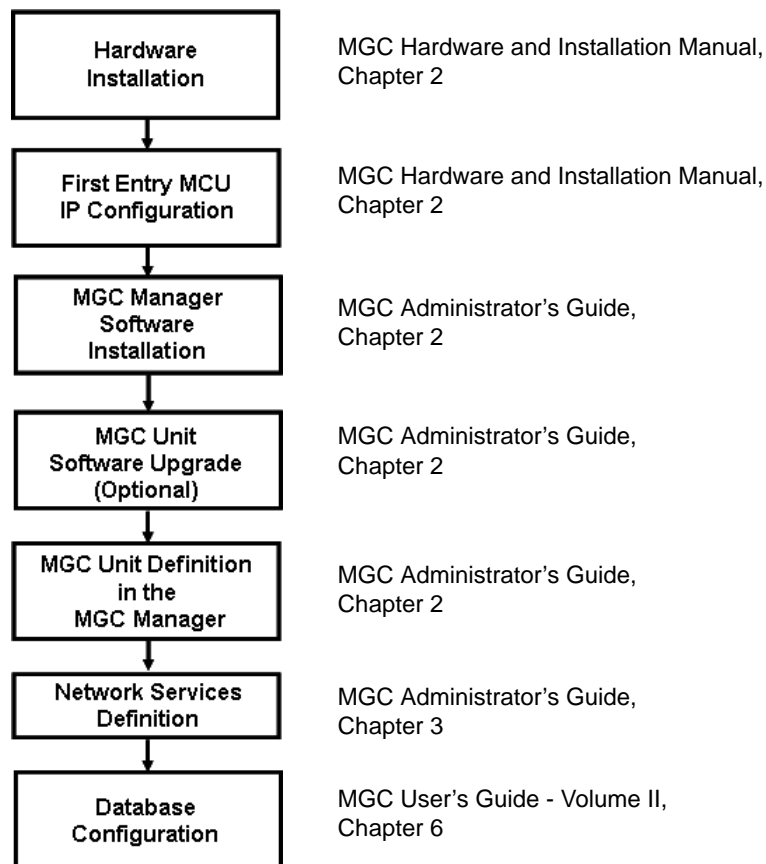 Hardware
Installation
MGC Hardware and Installation Manual,
Chapter 2
First Entry MCU
IP Configuration
MGC Hardware and Installation Manual,
Chapter 2
MGC Manager
Software
Installation
MGC Administrator’s Guide,
Chapter 2
MGC Unit
Software Upgrade
(Optional)
MGC Administrator’s Guide,
Chapter 2
MGC Unit Definition
in the
MGC Manager
MGC Administrator’s Guide,
Chapter 2
Network Services
Definition
MGC Administrator’s Guide,
Chapter 3
Database
Configuration
MGC User’s Guide - Volume II,
Chapter 6